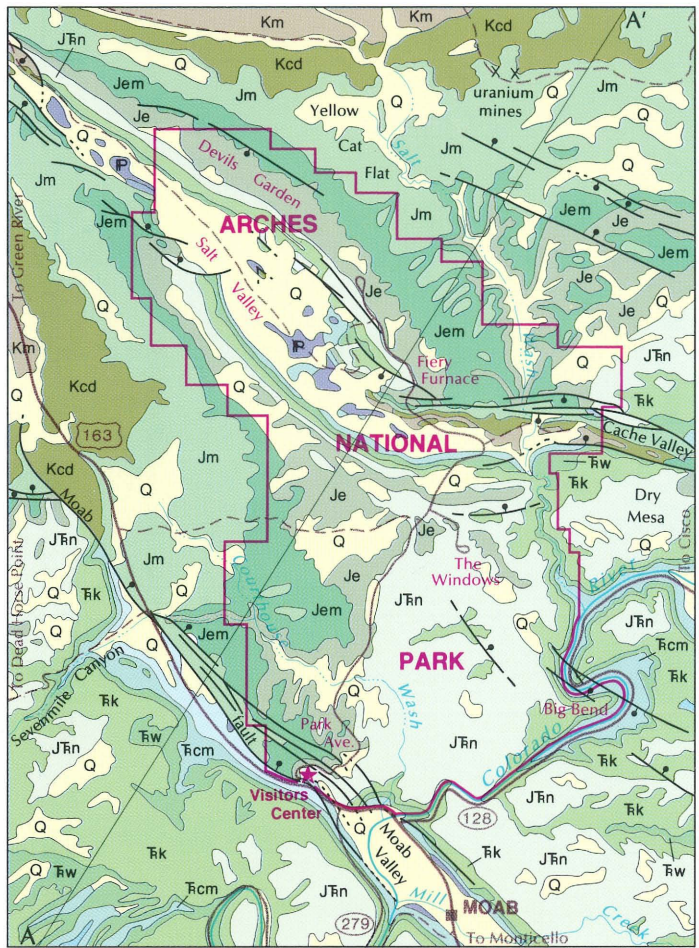 Km
Km
Kcd
A'
JTRn
Q
Kcd
Jem
Jm
uranium
mines
Q
Jm
Je
Yellow
Q
Q
Cat
Salt
Jm
Q
Devils
Flat
ℙ
Garden
Jm
Jem
Jm
Jem
ARCHES
Je
Jem
To Green River
Salt
Valley
Q
Je
Q
Q
Jem
Wash
Km
ℙ
Fiery
Furnace
Q
JTRn
Kcd
Q
TRk
163
Cache Valley
NATIONAL
Kcd
Jm
TRw
Moab
Q
Je
Q
TRk
Dry
Mesa
JTRn
Q
Je
To Cisco
Jm
Courthouse
Je
The
Windows
River
To Dead Horse Point
Q
TRk
JTRn
Jem
Jem
Q
Q
JTRn
Sevenmile Canyon
PARK
TRcm
TRk
TRk
Q
Wash
Big Bend
TRw
fault
Park
Ave.
JTRn
TRcm
JTRn
Q
Colorado
JTRn
Visitors
Center
TRk
128
Q
Q
TRk
Moab
Valley
TRk
JTRn
Q
Q
TRw
TRcm
JTRn
Mill
Q
TRw
MOAB
JTRn
Creek
A
279
To Monticello